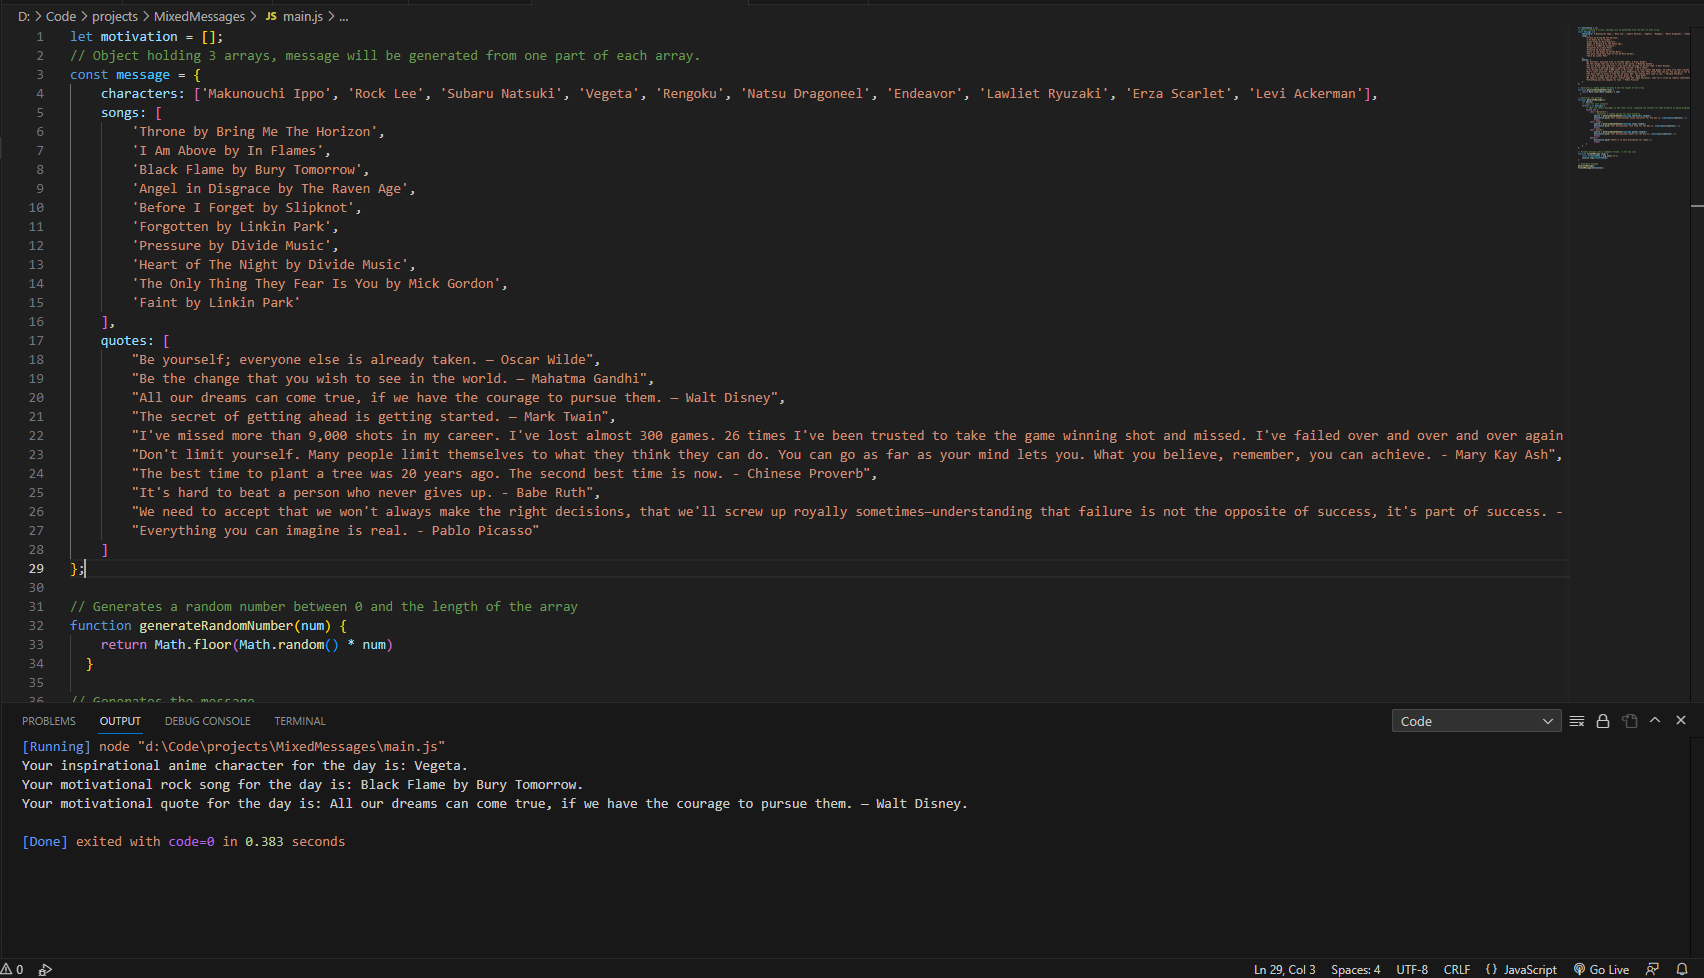 D: > Code > projects > MixedMessages > JS main.js > ...
1 let motivation = [];
2 // Object holding 3 arrays, message will be generated from one part of each array.
3 const message = {
4 characters: ['Makunouchi Ippo', 'Rock Lee', 'Subaru Natsuki', 'Vegeta', 'Rengoku', 'Natsu Dragoneel', 'Endeavor', 'Lawliet Ryuzaki', 'Erza Scarlet', 'Levi Ackerman'],
5 songs: [
6 'Throne by Bring Me The Horizon',
7 'I Am Above by In Flames',
8 'Black Flame by Bury Tomorrow',
9 'Angel in Disgrace by The Raven Age',
10 'Before I Forget by Slipknot',
11 'Forgotten by Linkin Park',
12 'Pressure by Divide Music',
13 'Heart of The Night by Divide Music',
14 'The Only Thing They Fear Is You by Mick Gordon',
15 'Faint by Linkin Park'
16 ],
17 quotes: [
18 "Be yourself; everyone else is already taken. — Oscar Wilde",
19 "Be the change that you wish to see in the world. — Mahatma Gandhi",
20 "All our dreams can come true, if we have the courage to pursue them. — Walt Disney",
21 "The secret of getting ahead is getting started. — Mark Twain",
22 "I've missed more than 9,000 shots in my career. I've lost almost 300 games. 26 times I've been trusted to take the game winning shot and missed. I've failed over and over and over again
23 "Don't limit yourself. Many people limit themselves to what they think they can do. You can go as far as your mind lets you. What you believe, remember, you can achieve. - Mary Kay Ash",
24 "The best time to plant a tree was 20 years ago. The second best time is now. - Chinese Proverb",
25 "It's hard to beat a person who never gives up. - Babe Ruth",
26 "We need to accept that we won't always make the right decisions, that we'll screw up royally sometimes—understanding that failure is not the opposite of success, it's part of success. -
27 "Everything you can imagine is real. - Pablo Picasso"
28 ]
29 };
30
31 // Generates a random number between 0 and the length of the array
32 function generateRandomNumber(num) {
33 return Math.floor(Math.random() * num)
34 }
35
36 // Generates the message
PROBLEMS OUTPUT DEBUG CONSOLE TERMINAL Code
[Running] node "d:\Code\projects\MixedMessages\main.js"
Your inspirational anime character for the day is: Vegeta.
Your motivational rock song for the day is: Black Flame by Bury Tomorrow.
Your motivational quote for the day is: All our dreams can come true, if we have the courage to pursue them. — Walt Disney.
[Done] exited with code=0 in 0.383 seconds
0 Ln 29, Col 3 Spaces: 4 UTF-8 CRLF {} JavaScript Go Live